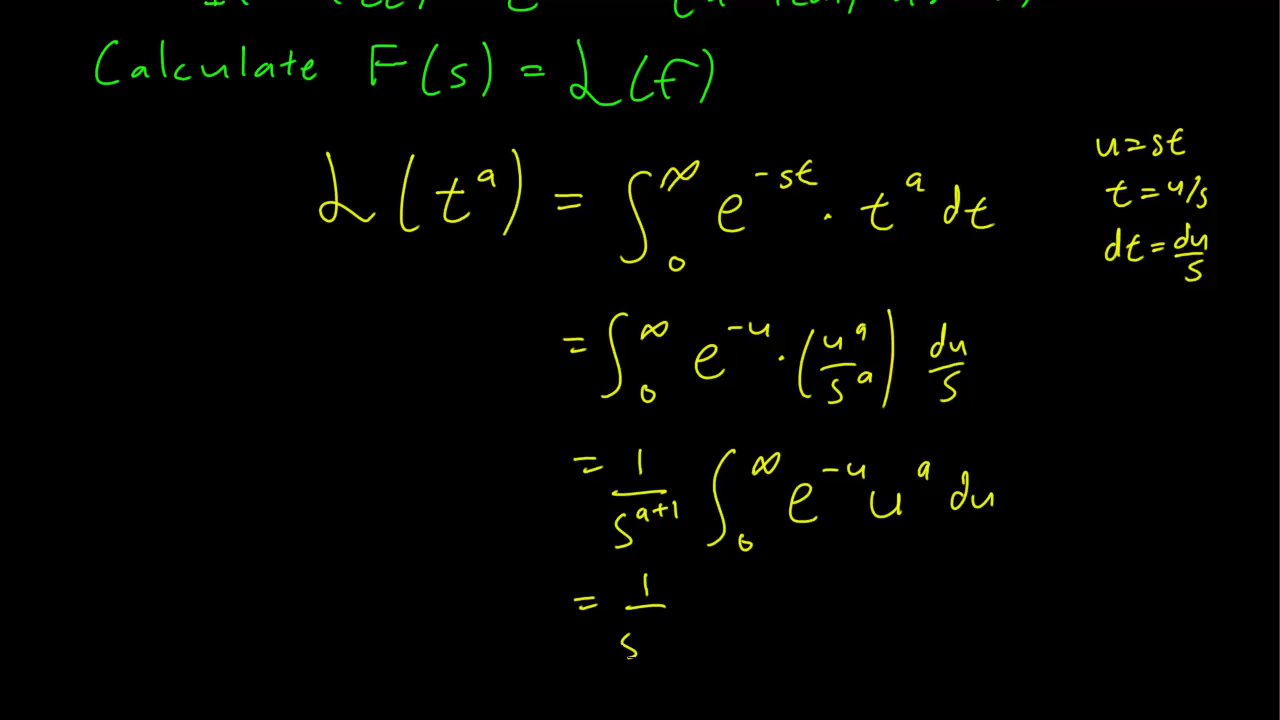 Calculate F(s) = ℒ(f)
ℒ(t^a) = ∫_0^∞ e^{-st} · t^a dt
u = st
t = u/s
dt = du/s
= ∫_0^∞ e^{-u} · (u^a/s^a) du/s
= 1/s^{a+1} ∫_0^∞ e^{-u} u^a du
= 1/s